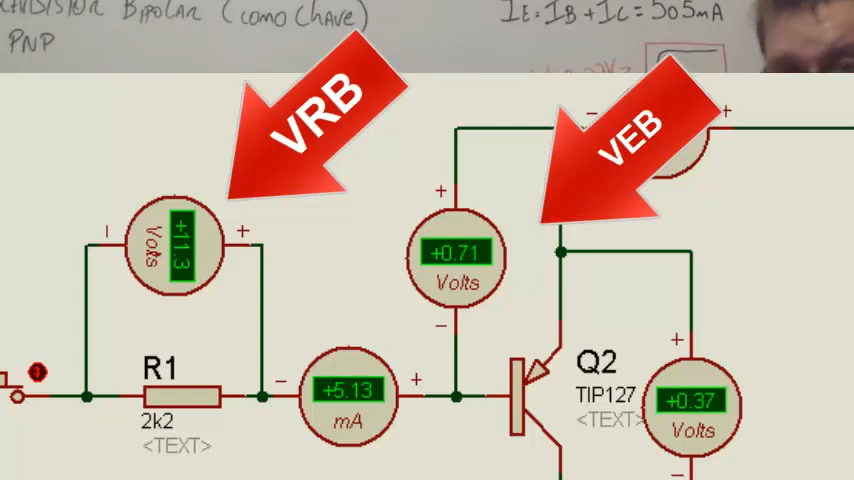 TRANSISTOR BIPOLAR (COMO CHAVE)
PNP
IE=IB+IC=505mA
VRB
VEB
+11.3
Volts
+0.71
Volts
R1
2k2
<TEXT>
+5.13
mA
Q2
TIP127
<TEXT>
+0.37
Volts